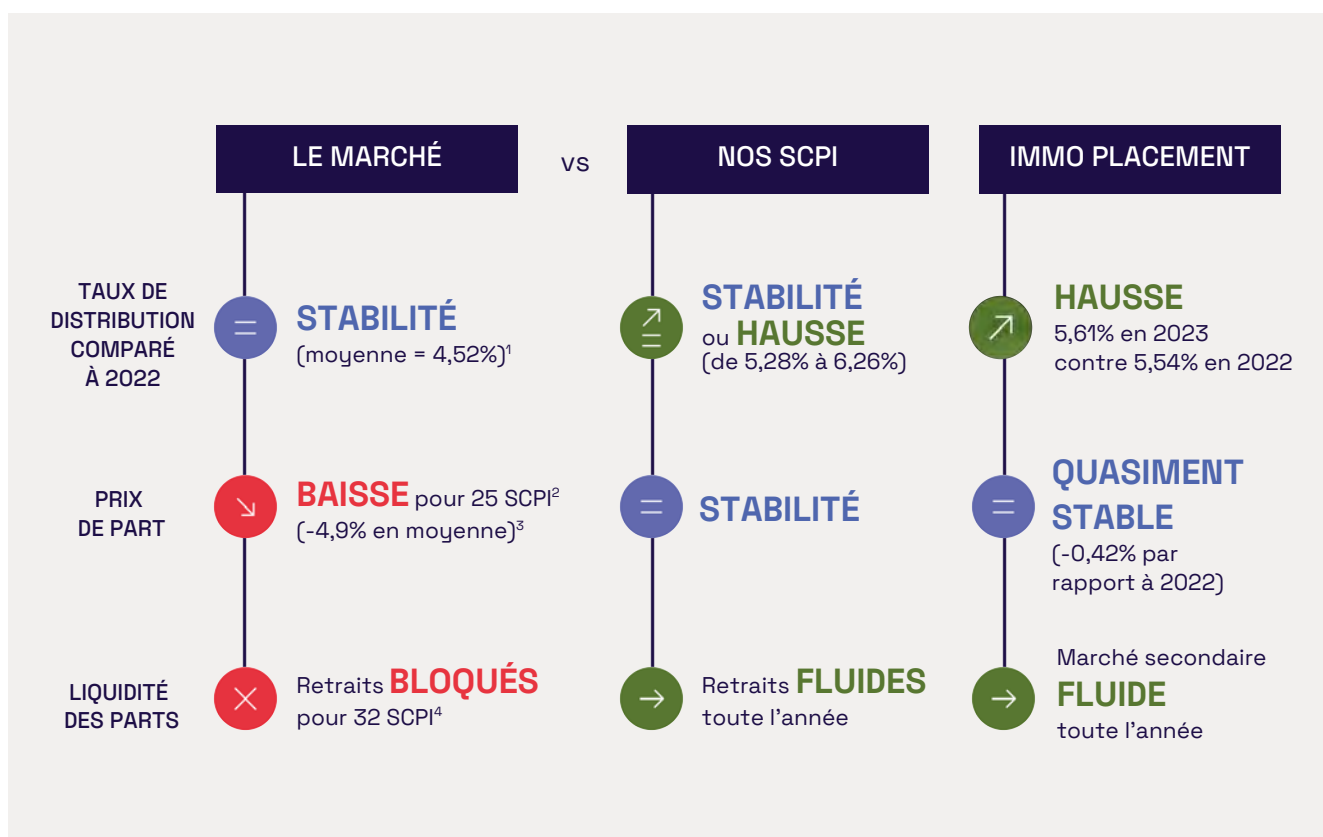 LE MARCHÉ
vs
NOS SCPI
IMMO PLACEMENT
TAUX DE
DISTRIBUTION
COMPARÉ
À 2022
STABILITÉ
(moyenne = 4,52%)¹
STABILITÉ
ou HAUSSE
(de 5,28% à 6,26%)
HAUSSE
5,61% en 2023
contre 5,54% en 2022
PRIX
DE PART
BAISSE pour 25 SCPI²
(-4,9% en moyenne)³
STABILITÉ
QUASIMENT
STABLE
(-0,42% par
rapport à 2022)
LIQUIDITÉ
DES PARTS
Retraits BLOQUÉS
pour 32 SCPI⁴
Retraits FLUIDES
toute l'année
Marché secondaire
FLUIDE
toute l'année